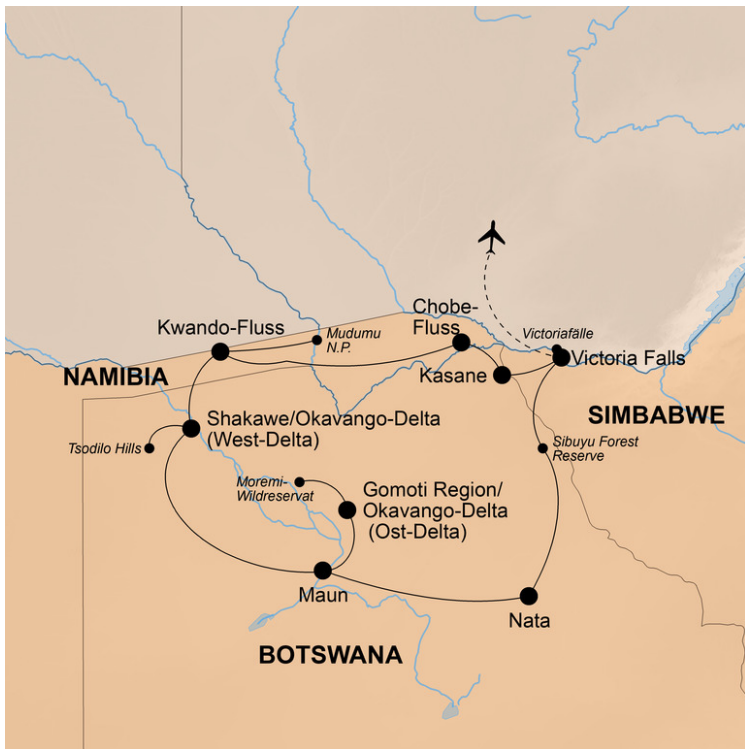 Chobe-
Fluss
Kwando-Fluss
Mudumu
N.P.
Victoriafälle
Victoria Falls
NAMIBIA
Kasane
SIMBABWE
Shakawe/Okavango-Delta
(West-Delta)
Tsodilo Hills
Sibuyu Forest
Reserve
Moremi-
Wildreservat
Gomoti Region/
Okavango-Delta
(Ost-Delta)
Maun
Nata
BOTSWANA